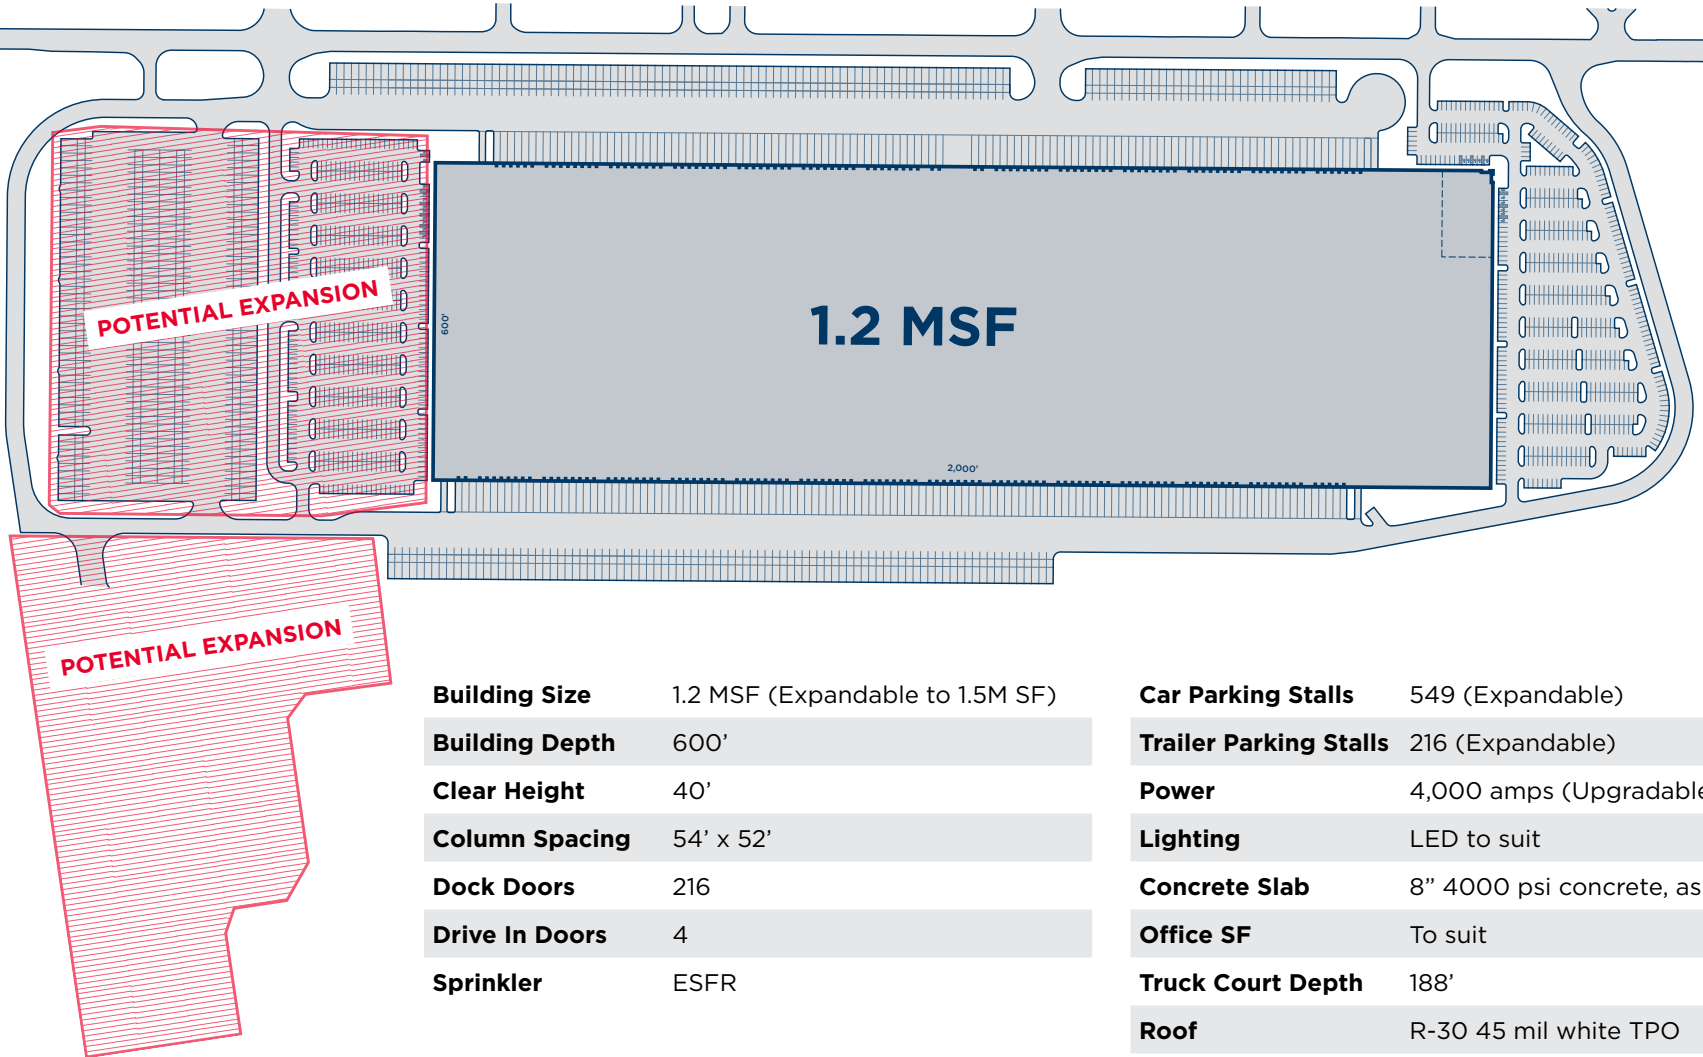 POTENTIAL EXPANSION
600'
1.2 MSF
2,000'
POTENTIAL EXPANSION
Building Size 1.2 MSF (Expandable to 1.5M SF)
Building Depth 600’
Clear Height 40’
Column Spacing 54’ x 52’
Dock Doors 216
Drive In Doors 4
Sprinkler ESFR
Car Parking Stalls 549 (Expandable)
Trailer Parking Stalls 216 (Expandable)
Power 4,000 amps (Upgradable
Lighting LED to suit
Concrete Slab 8” 4000 psi concrete, as
Office SF To suit
Truck Court Depth 188’
Roof R-30 45 mil white TPO